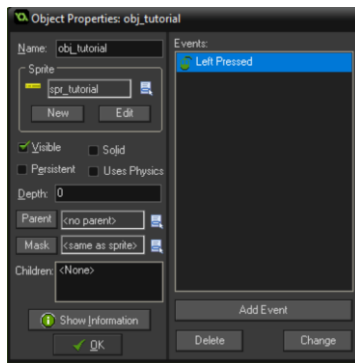 Object Properties: obj_tutorial
Name: obj_tutorial
Sprite
spr_tutorial
New Edit
Visible Solid
Persistent Uses Physics
Depth: 0
Parent <no parent>
Mask <same as sprite>
Children: <None>
Show Information
OK
Events:
Left Pressed
Add Event
Delete Change